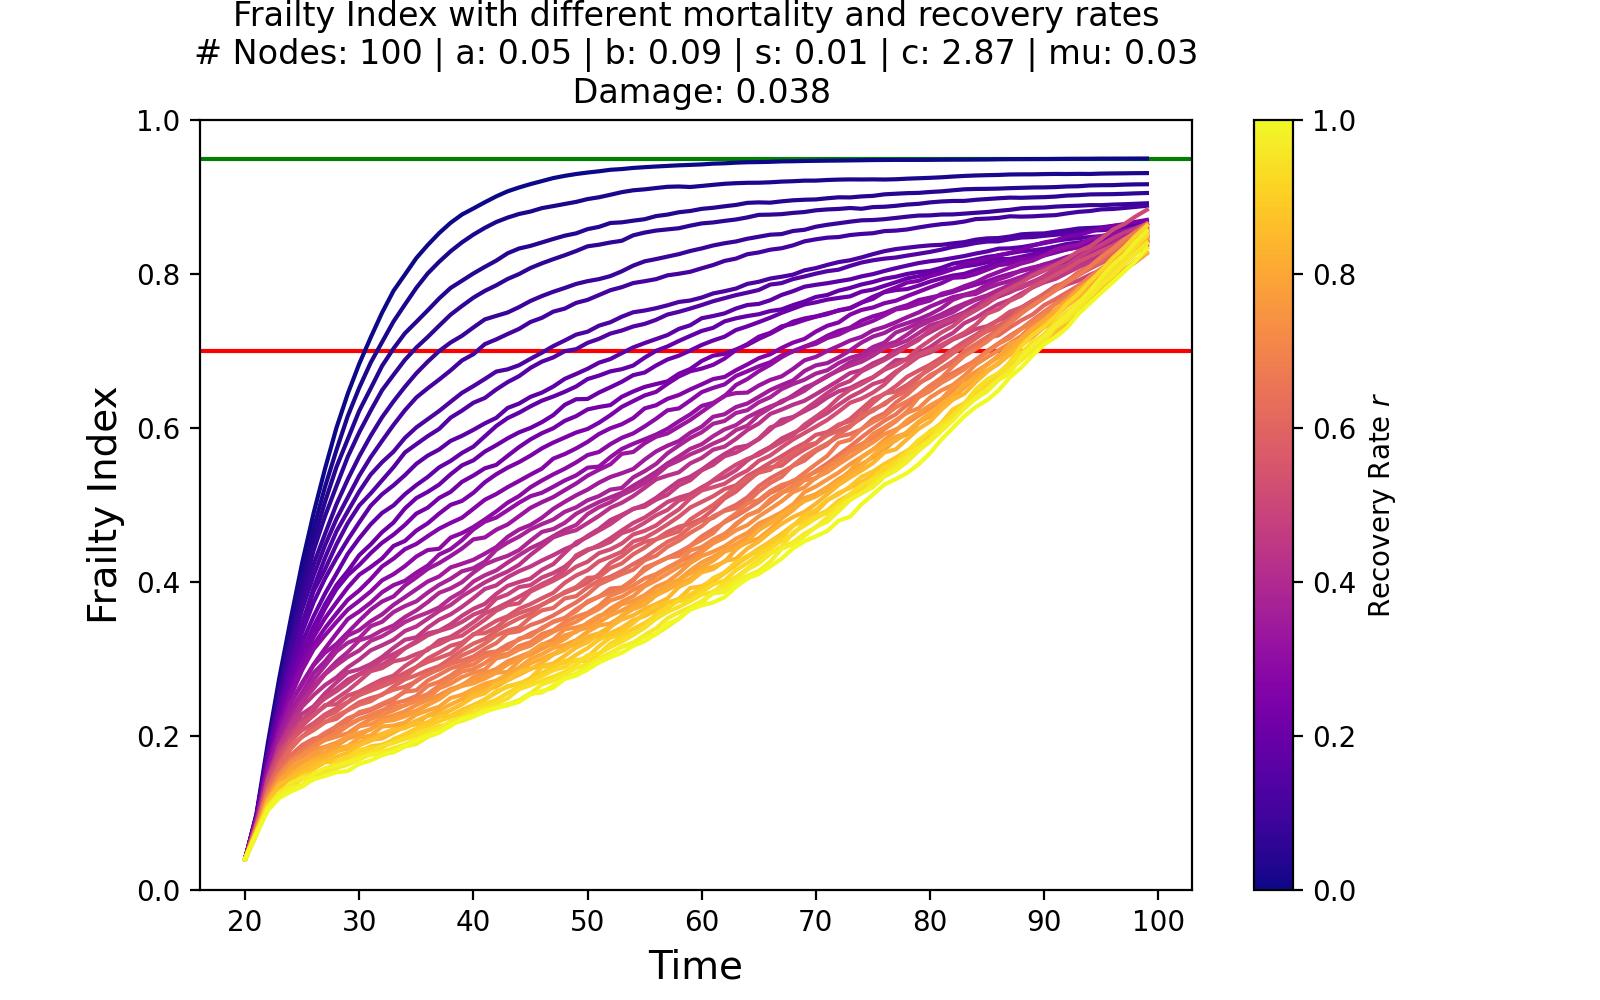 Frailty Index with different mortality and recovery rates
# Nodes: 100 | a: 0.05 | b: 0.09 | s: 0.01 | c: 2.87 | mu: 0.03
Damage: 0.038
Frailty Index
1.0
0.8
0.6
0.4
0.2
0.0
20 30 40 50 60 70 80 90 100
Time
1.0
0.8
0.6
0.4
0.2
0.0
Recovery Rate r